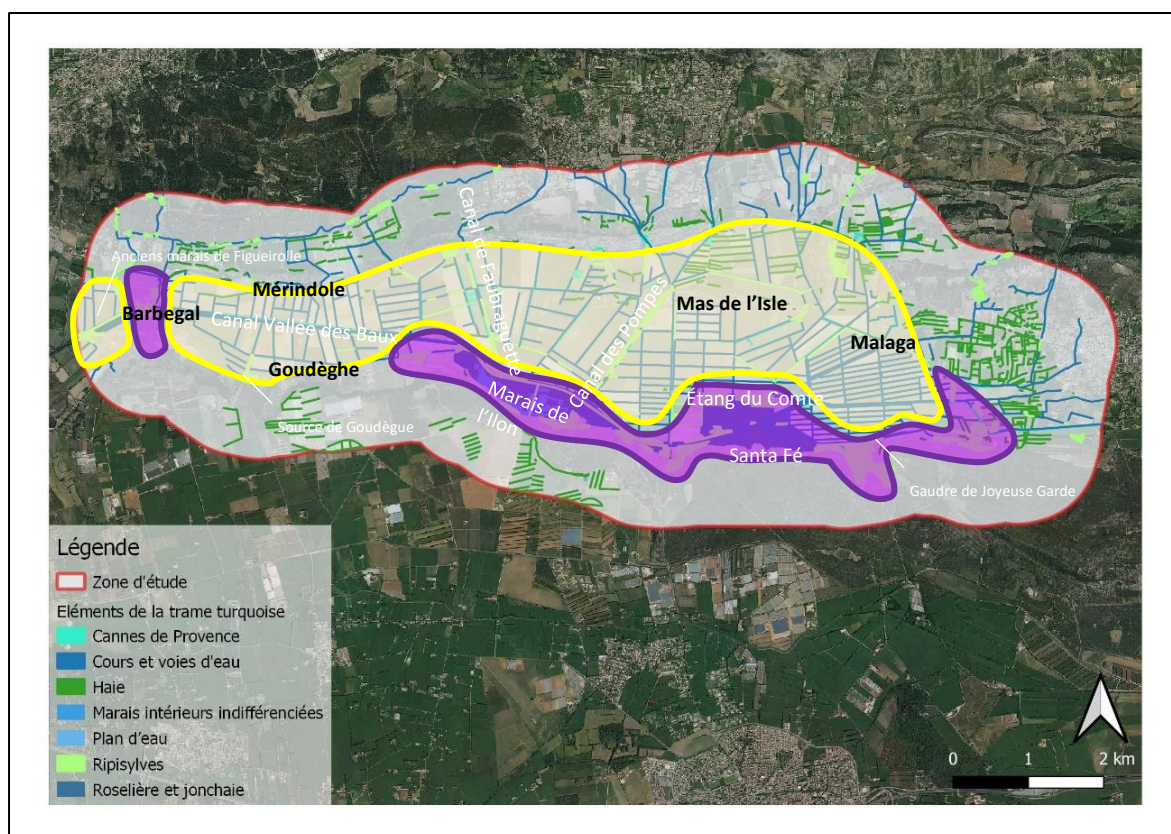 Canal de Faubraguette
Anciens marais de Figueirolle
Mérindole
Barbegal
Mas de l'Isle
Canal Vallée des Baux
Canal des Pompes
Malaga
Goudèghe
Étang du Comte
Marais de
l'Ilon
Source de Goudègue
Santa Fé
Gaudre de Joyeuse Garde
Légende
Zone d'étude
Eléments de la trame turquoise
Cannes de Provence
Cours et voies d'eau
Haie
Marais intérieurs indifférenciées
Plan d'eau
Ripisylves
Roselière et jonchaie
0 1 2 km